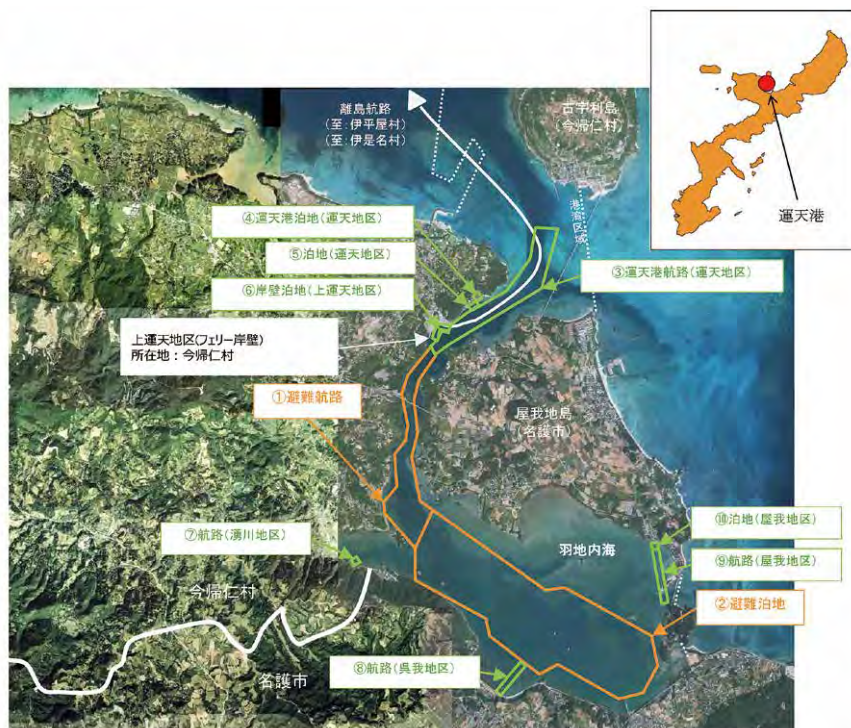 離島航路
(至:伊平屋村)
(至:伊是名村)
古宇利島
(今帰仁村)
運天港
④運天港泊地(運天地区)
⑤泊地(運天地区)
⑥岸壁泊地(上運天地区)
港湾区域
③運天港航路(運天地区)
上運天地区(フェリー岸壁)
所在地:今帰仁村
①避難航路
屋我地島
(名護市)
⑦航路(湧川地区)
羽地内海
⑩泊地(屋我地区)
⑨航路(屋我地区)
今帰仁村
②避難泊地
⑧航路(呉我地区)
名護市